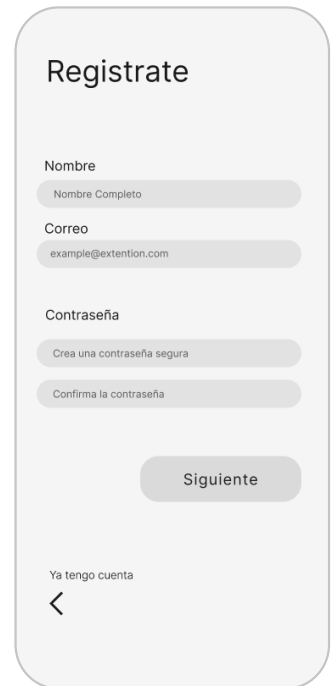 Registrate
Nombre
Nombre Completo
Correo
example@extention.com
Contraseña
Crea una contraseña segura
Confirma la contraseña
Siguiente
Ya tengo cuenta